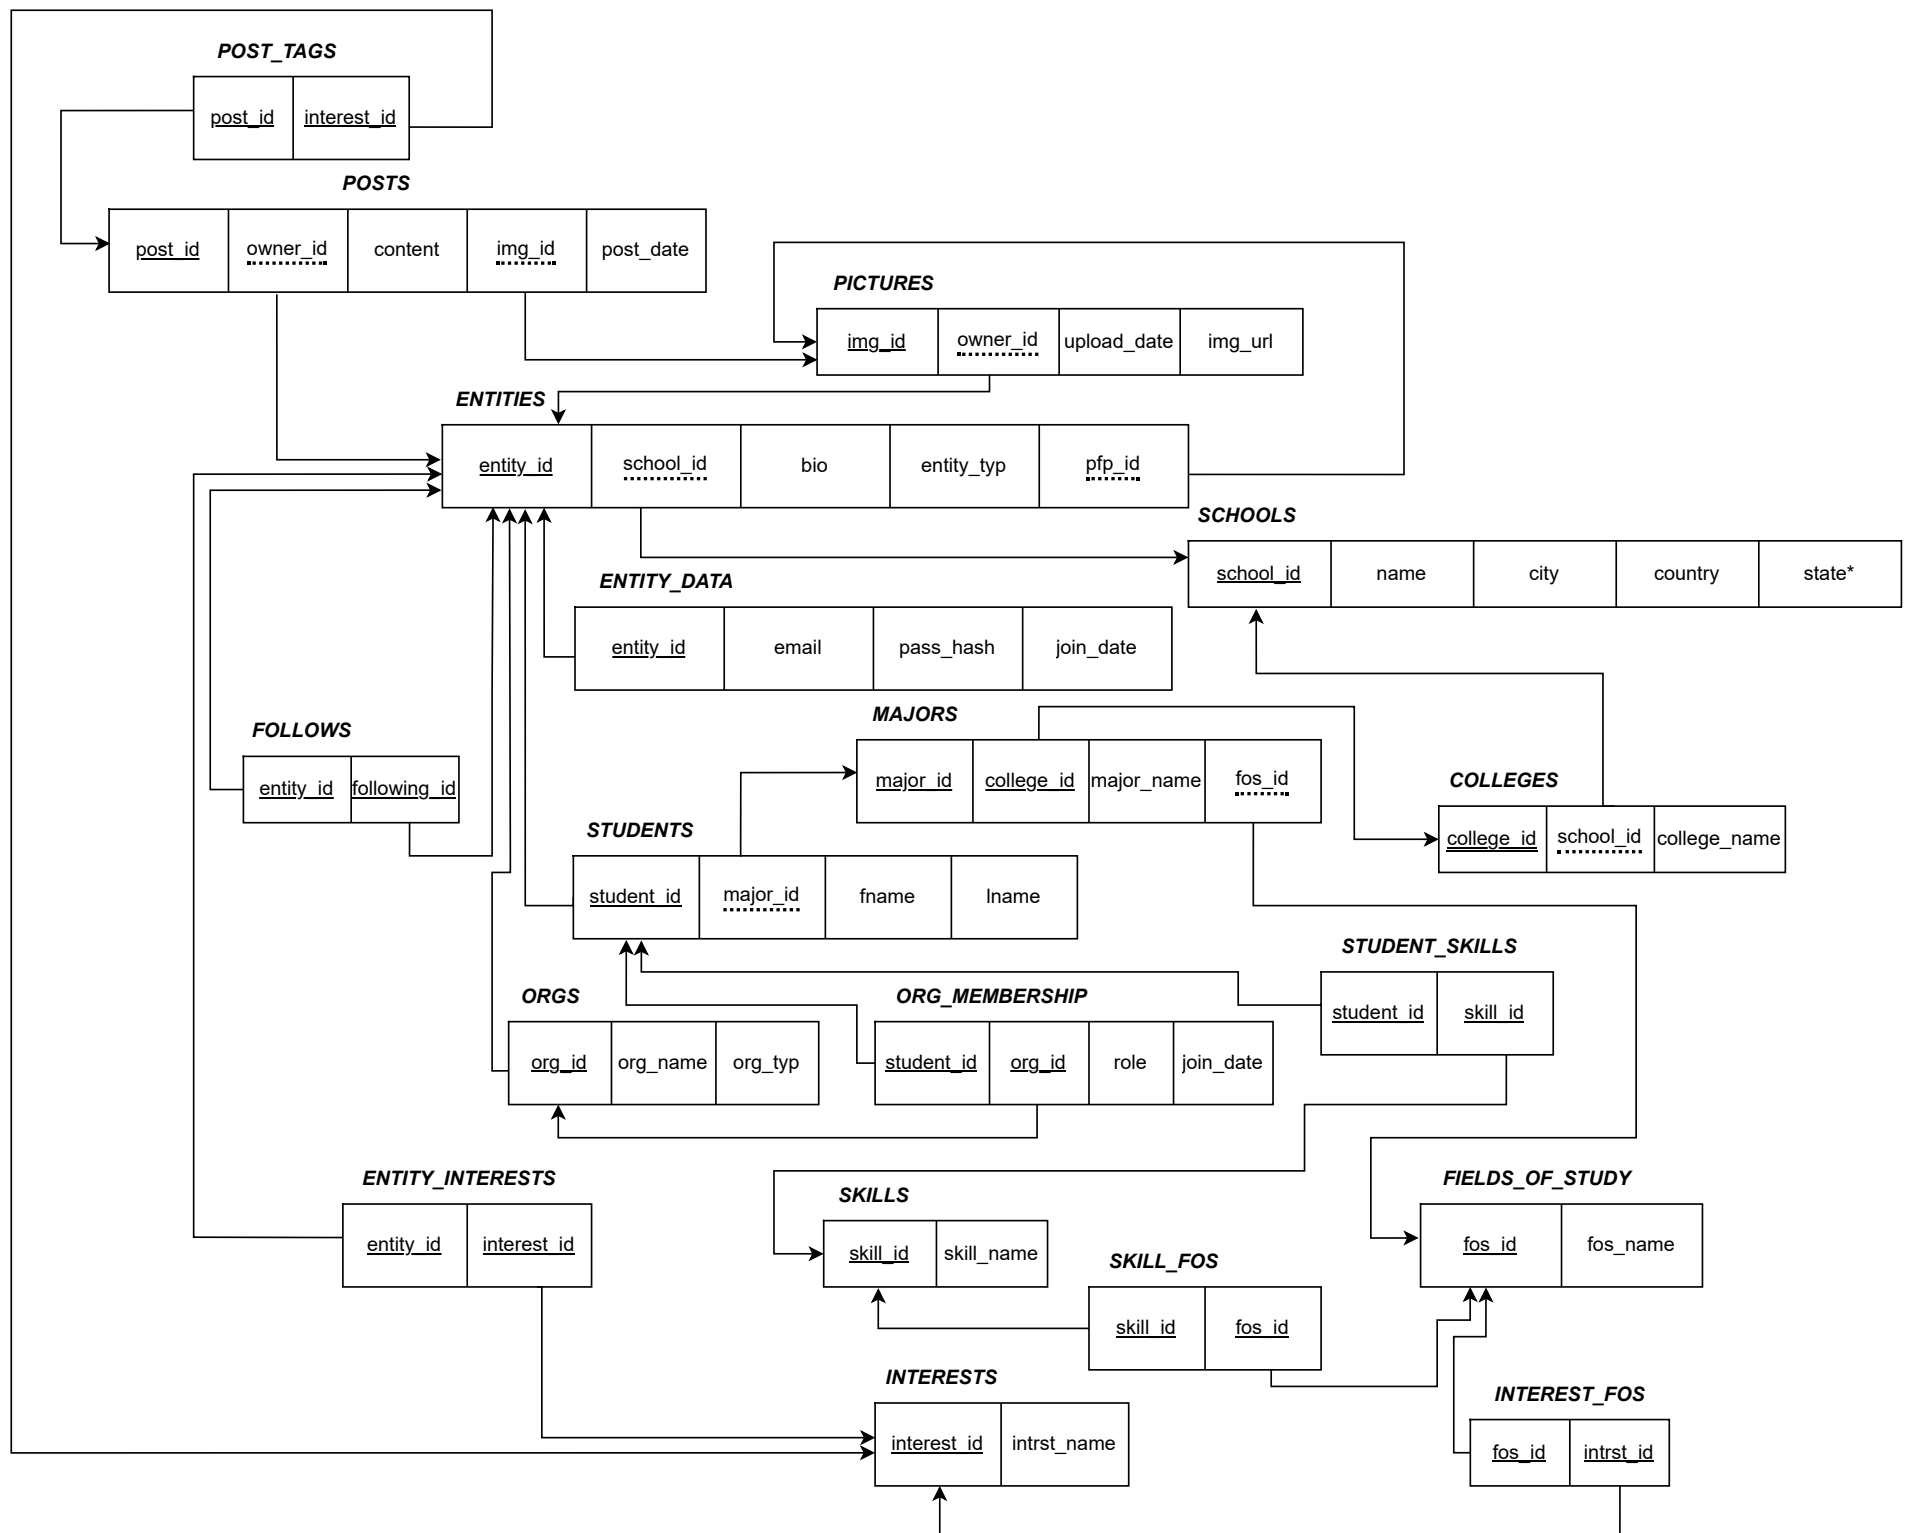 POST_TAGS
post_id interest_id
POSTS
post_id owner_id content img_id post_date
PICTURES
img_id owner_id upload_date img_url
ENTITIES
entity_id school_id bio entity_typ pfp_id
SCHOOLS
school_id name city country state*
ENTITY_DATA
entity_id email pass_hash join_date
MAJORS
major_id college_id major_name fos_id
FOLLOWS
entity_id following_id
COLLEGES
college_id school_id college_name
STUDENTS
student_id major_id fname lname
STUDENT_SKILLS
student_id skill_id
ORGS
org_id org_name org_typ
ORG_MEMBERSHIP
student_id org_id role join_date
ENTITY_INTERESTS
entity_id interest_id
SKILLS
skill_id skill_name
FIELDS_OF_STUDY
fos_id fos_name
SKILL_FOS
skill_id fos_id
INTERESTS
interest_id intrst_name
INTEREST_FOS
fos_id intrst_id